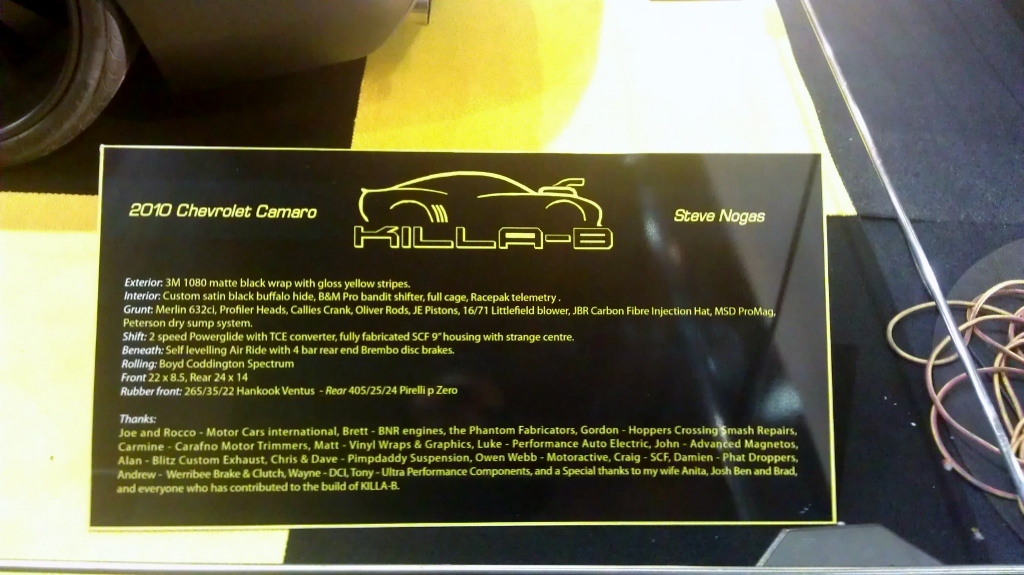 2010 Chevrolet Camaro
KILLA-B
Steve Nogas
Exterior: 3M 1080 matte black wrap with gloss yellow stripes.
Interior: Custom satin black buffalo hide, B&M Pro bandit shifter, full cage, Racepak telemetry .
Grunt: Merlin 632ci, Profiler Heads, Callies Crank, Oliver Rods, JE Pistons, 16/71 Littlefield blower, JBR Carbon Fibre Injection Hat, MSD ProMag,
Peterson dry sump system.
Shift: 2 speed Powerglide with TCE converter, fully fabricated SCF 9" housing with strange centre.
Beneath: Self levelling Air Ride with 4 bar rear end Brembo disc brakes.
Rolling: Boyd Coddington Spectrum
Front 22 x 8.5, Rear 24 x 14
Rubber front: 265/35/22 Hankook Ventus - Rear 405/25/24 Pirelli p Zero
Thanks:
Joe and Rocco - Motor Cars international, Brett - BNR engines, the Phantom Fabricators, Gordon - Hoppers Crossing Smash Repairs,
Carmine - Carafno Motor Trimmers, Matt - Vinyl Wraps & Graphics, Luke - Performance Auto Electric, John - Advanced Magnetos,
Alan - Blitz Custom Exhaust, Chris & Dave - Pimpdaddy Suspension, Owen Webb - Motoractive, Craig - SCF, Damien - Phat Droppers,
Andrew - Werribee Brake & Clutch, Wayne - DCI, Tony - Ultra Performance Components, and a Special thanks to my wife Anita, Josh Ben and Brad,
and everyone who has contributed to the build of KILLA-B.